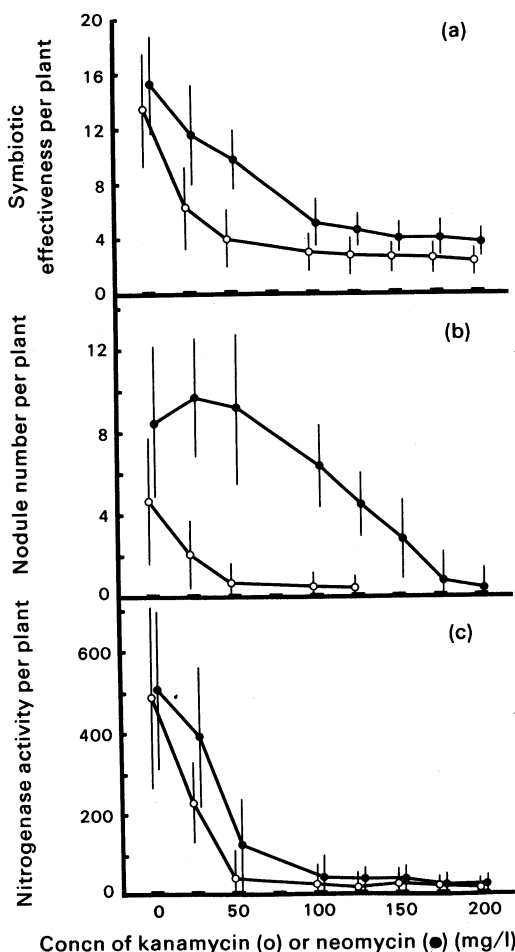 (a)
Symbiotic
effectiveness per plant
20
16
12
8
4
0
(b)
Nodule number per plant
12
8
4
0
(c)
Nitrogenase activity per plant
600
400
200
0
0 50 100 150 200
Concn of kanamycin (o) or neomycin (●) (mg/l)